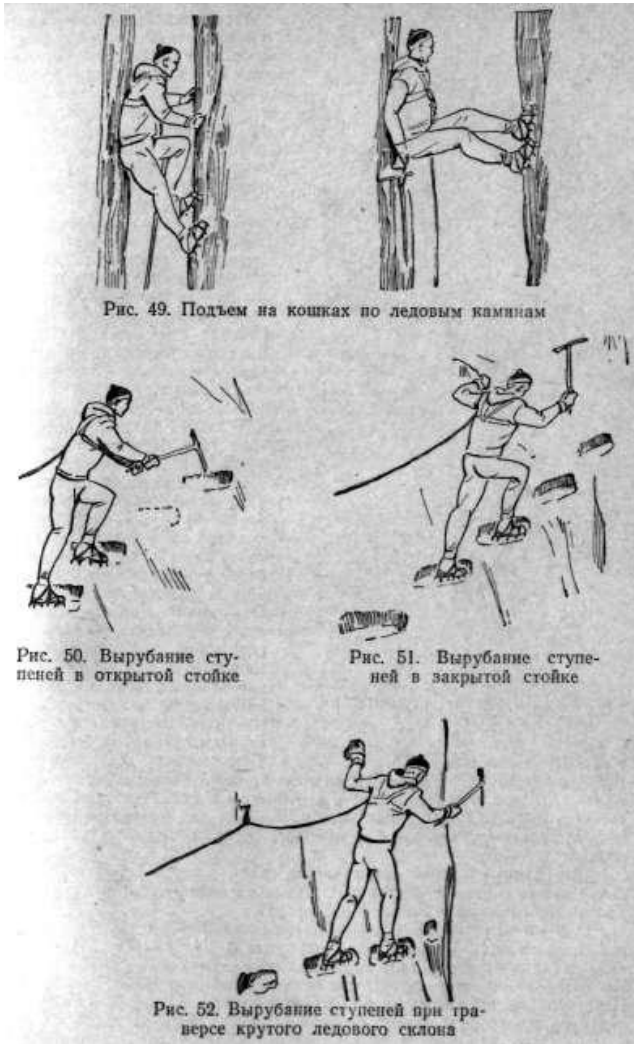 Рис. 49. Подъем на кошках по ледовым каминам
Рис. 50. Вырубание сту-
пеней в открытой стойке
Рис. 51. Вырубание ступе-
ней в закрытой стойке
Рис. 52. Вырубание ступеней при тра-
версе крутого ледового склона